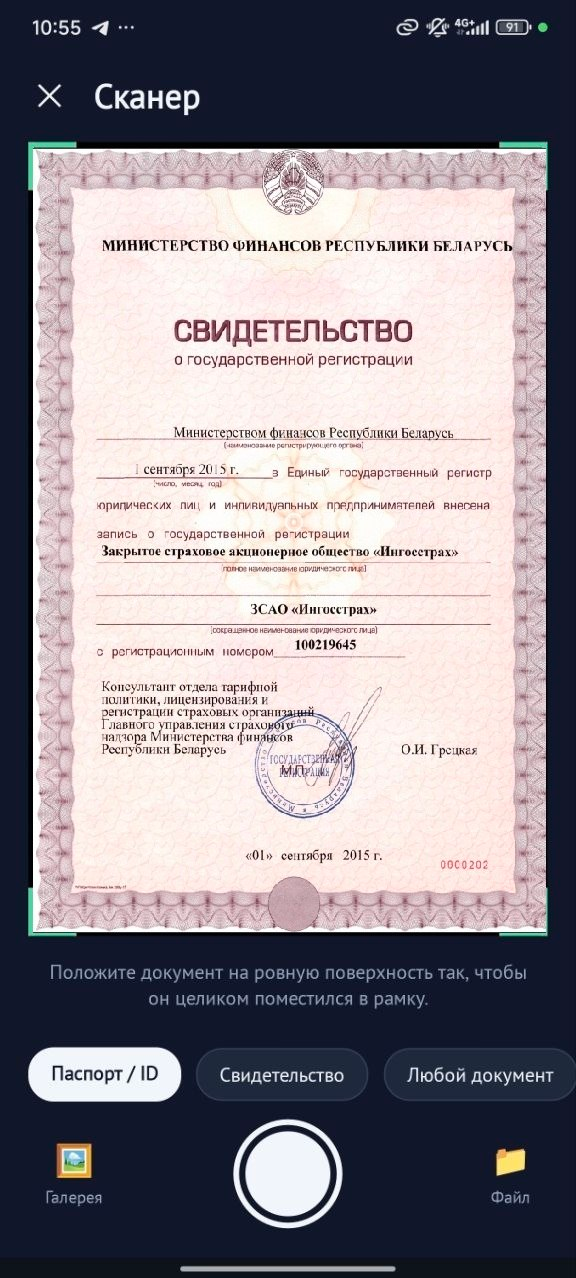 10:55
4G+
91
Сканер
МИНИСТЕРСТВО ФИНАНСОВ РЕСПУБЛИКИ БЕЛАРУСЬ
СВИДЕТЕЛЬСТВО
о государственной регистрации
Министерством финансов Республики Беларусь
(наименование регистрирующего органа)
1 сентября 2015 г. в Единый государственный регистр
(число, месяц, год)
юридических лиц и индивидуальных предпринимателей внесена
запись о государственной регистрации
Закрытое страховое акционерное общество «Ингосстрах»
(полное наименование юридического лица)
ЗСАО «Ингосстрах»
(сокращенное наименование юридического лица)
с регистрационным номером 100219645
Консультант отдела тарифной
политики, лицензирования и
регистрации страховых организаций
Главного управления страхового
надзора Министерства финансов
Республики Беларусь
О.И. Грецкая
ГОСУДАРСТВЕННАЯ
РЕГИСТРАЦИЯ
М.П.
«01» сентября 2015 г.
0000202
Положите документ на ровную поверхность так, чтобы
он целиком поместился в рамку.
Паспорт / ID
Свидетельство
Любой документ
Галерея
Файл